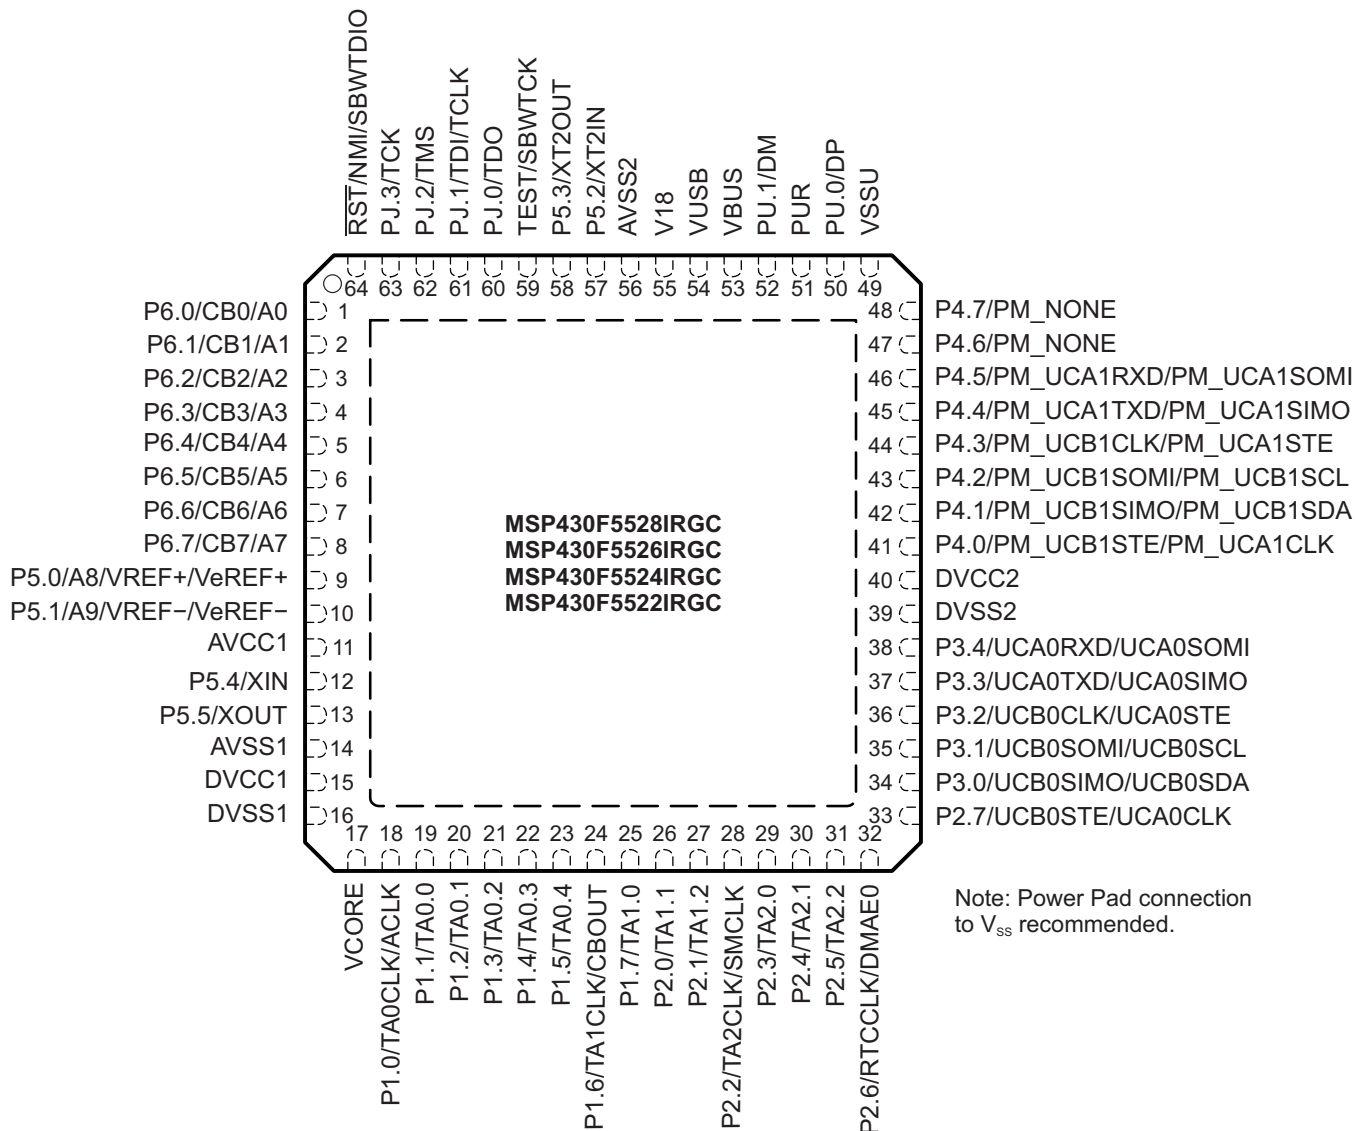 R̅S̅T̅/NMI/SBWTDIO
PJ.3/TCK
PJ.2/TMS
PJ.1/TDI/TCLK
PJ.0/TDO
TEST/SBWTCK
P5.3/XT2OUT
P5.2/XT2IN
AVSS2
V18
VUSB
VBUS
PU.1/DM
PUR
PU.0/DP
VSSU
64 63 62 61 60 59 58 57 56 55 54 53 52 51 50 49
P6.0/CB0/A0 1
P6.1/CB1/A1 2
P6.2/CB2/A2 3
P6.3/CB3/A3 4
P6.4/CB4/A4 5
P6.5/CB5/A5 6
P6.6/CB6/A6 7
P6.7/CB7/A7 8
P5.0/A8/VREF+/VeREF+ 9
P5.1/A9/VREF−/VeREF− 10
AVCC1 11
P5.4/XIN 12
P5.5/XOUT 13
AVSS1 14
DVCC1 15
DVSS1 16
MSP430F5528IRGC
MSP430F5526IRGC
MSP430F5524IRGC
MSP430F5522IRGC
48 P4.7/PM_NONE
47 P4.6/PM_NONE
46 P4.5/PM_UCA1RXD/PM_UCA1SOMI
45 P4.4/PM_UCA1TXD/PM_UCA1SIMO
44 P4.3/PM_UCB1CLK/PM_UCA1STE
43 P4.2/PM_UCB1SOMI/PM_UCB1SCL
42 P4.1/PM_UCB1SIMO/PM_UCB1SDA
41 P4.0/PM_UCB1STE/PM_UCA1CLK
40 DVCC2
39 DVSS2
38 P3.4/UCA0RXD/UCA0SOMI
37 P3.3/UCA0TXD/UCA0SIMO
36 P3.2/UCB0CLK/UCA0STE
35 P3.1/UCB0SOMI/UCB0SCL
34 P3.0/UCB0SIMO/UCB0SDA
33 P2.7/UCB0STE/UCA0CLK
17 18 19 20 21 22 23 24 25 26 27 28 29 30 31 32
VCORE
P1.0/TA0CLK/ACLK
P1.1/TA0.0
P1.2/TA0.1
P1.3/TA0.2
P1.4/TA0.3
P1.5/TA0.4
P1.6/TA1CLK/CBOUT
P1.7/TA1.0
P2.0/TA1.1
P2.1/TA1.2
P2.2/TA2CLK/SMCLK
P2.3/TA2.0
P2.4/TA2.1
P2.5/TA2.2
P2.6/RTCCLK/DMAE0
Note: Power Pad connection
to Vss recommended.